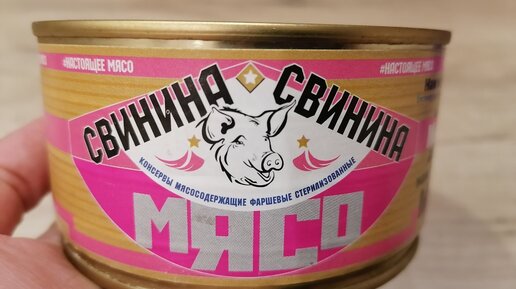 #НАСТОЯЩЕЕ МЯСО
#НАСТОЯЩЕЕ МЯСО
СВИНИНА СВИНИНА
КОНСЕРВЫ МЯСОСОДЕРЖАЩИЕ ФАРШЕВЫЕ СТЕРИЛИЗОВАННЫЕ
МЯСО